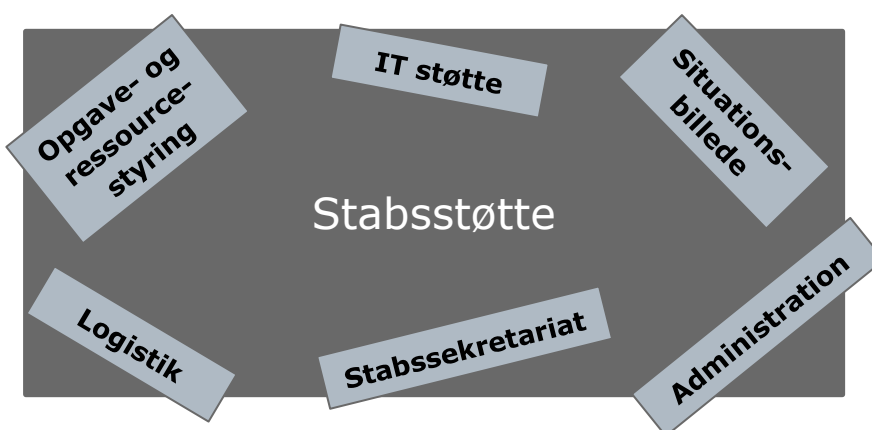 Opgave- og
ressource-
styring
IT støtte
Situations-
billede
Stabsstøtte
Logistik
Stabssekretariat
Administration